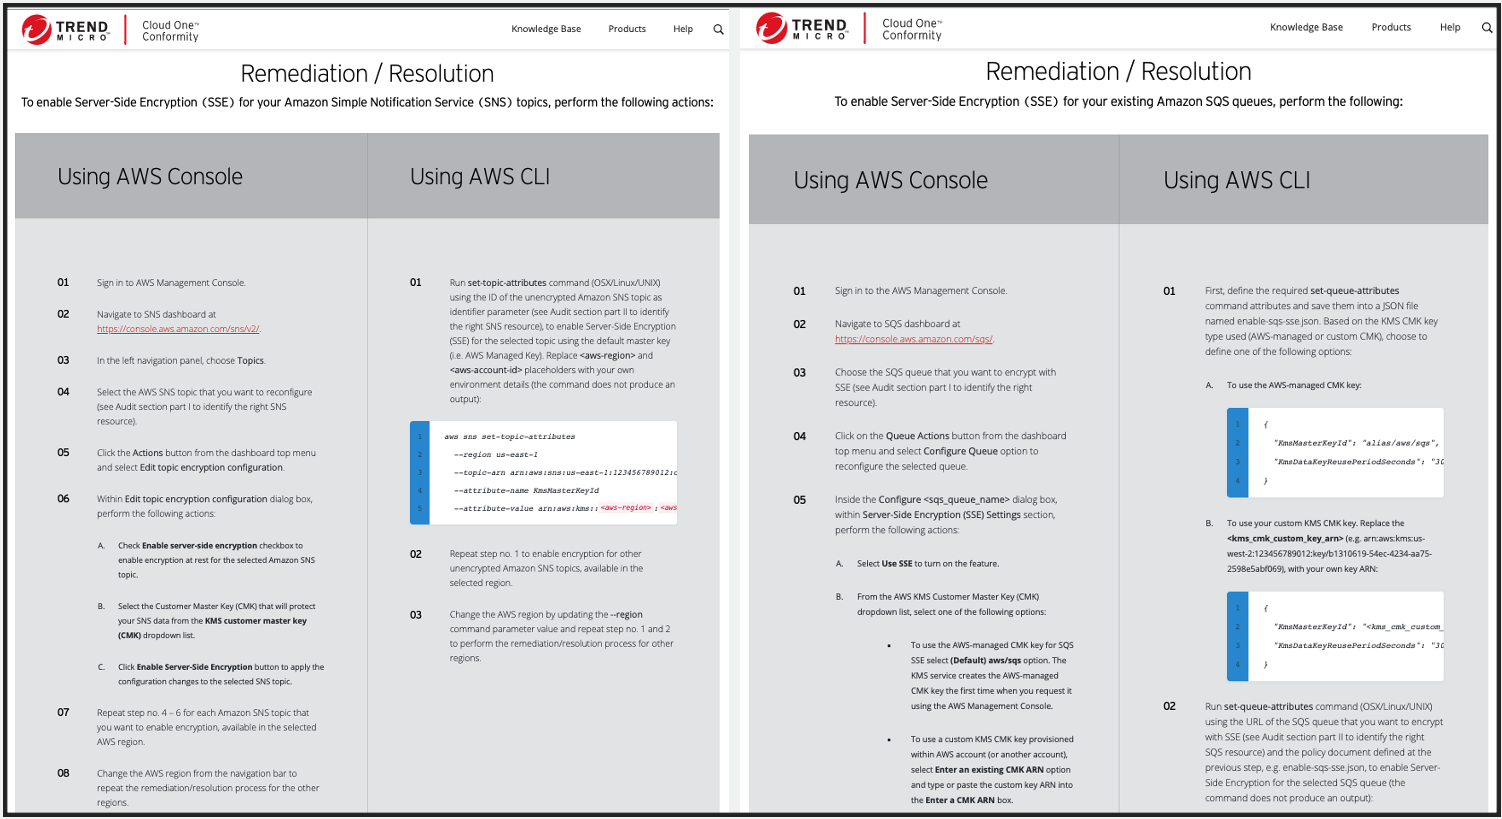 TREND
MICRO
Cloud One™
Conformity
Knowledge Base
Products
Help
Remediation / Resolution
To enable Server-Side Encryption (SSE) for your Amazon Simple Notification Service (SNS) topics, perform the following actions:
Using AWS Console
01 Sign in to AWS Management Console.
02 Navigate to SNS dashboard at
https://console.aws.amazon.com/sns/v2/.
03 In the left navigation panel, choose Topics.
04 Select the AWS SNS topic that you want to reconfigure
(see Audit section part I to identify the right SNS
resource).
05 Click the Actions button from the dashboard top menu
and select Edit topic encryption configuration.
06 Within Edit topic encryption configuration dialog box,
perform the following actions:
A. Check Enable server-side encryption checkbox to
enable encryption at rest for the selected Amazon SNS
topic.
B. Select the Customer Master Key (CMK) that will protect
your SNS data from the KMS customer master key
(CMK) dropdown list.
C. Click Enable Server-Side Encryption button to apply the
configuration changes to the selected SNS topic.
07 Repeat step no. 4 – 6 for each Amazon SNS topic that
you want to enable encryption, available in the selected
AWS region.
08 Change the AWS region from the navigation bar to
repeat the remediation/resolution process for the other
regions.
Using AWS CLI
01 Run set-topic-attributes command (OSX/Linux/UNIX)
using the ID of the unencrypted Amazon SNS topic as
identifier parameter (see Audit section part II to identify
the right SNS resource), to enable Server-Side Encryption
(SSE) for the selected topic using the default master key
(i.e. AWS Managed Key). Replace <aws-region> and
<aws-account-id> placeholders with your own
environment details (the command does not produce an
output):
1 aws sns set-topic-attributes
2 --region us-east-1
3 --topic-arn arn:aws:sns:us-east-1:123456789012:c
4 --attribute-name KmsMasterKeyId
5 --attribute-value arn:aws:kms::<aws-region>:<aws
02 Repeat step no. 1 to enable encryption for other
unencrypted Amazon SNS topics, available in the
selected region.
03 Change the AWS region by updating the --region
command parameter value and repeat step no. 1 and 2
to perform the remediation/resolution process for other
regions.
TREND
MICRO
Cloud One™
Conformity
Knowledge Base
Products
Help
Remediation / Resolution
To enable Server-Side Encryption (SSE) for your existing Amazon SQS queues, perform the following:
Using AWS Console
01 Sign in to the AWS Management Console.
02 Navigate to SQS dashboard at
https://console.aws.amazon.com/sqs/.
03 Choose the SQS queue that you want to encrypt with
SSE (see Audit section part I to identify the right
resource).
04 Click on the Queue Actions button from the dashboard
top menu and select Configure Queue option to
reconfigure the selected queue.
05 Inside the Configure <sqs_queue_name> dialog box,
within Server-Side Encryption (SSE) Settings section,
perform the following actions:
A. Select Use SSE to turn on the feature.
B. From the AWS KMS Customer Master Key (CMK)
dropdown list, select one of the following options:
• To use the AWS-managed CMK key for SQS
SSE select (Default) aws/sqs option. The
KMS service creates the AWS-managed
CMK key the first time when you request it
using the AWS Management Console.
• To use a custom KMS CMK key provisioned
within AWS account (or another account),
select Enter an existing CMK ARN option
and type or paste the custom key ARN into
the Enter a CMK ARN box.
Using AWS CLI
01 First, define the required set-queue-attributes
command attributes and save them into a JSON file
named enable-sqs-sse.json. Based on the KMS CMK key
type used (AWS-managed or custom CMK), choose to
define one of the following options:
A. To use the AWS-managed CMK key:
1 {
2 "KmsMasterKeyId": "alias/aws/sqs",
3 "KmsDataKeyReusePeriodSeconds": "30
4 }
B. To use your custom KMS CMK key. Replace the
<kms_cmk_custom_key_arn> (e.g. arn:aws:kms:us-
west-2:123456789012:key/b1310619-54ec-4234-aa75-
2598e5abf069), with your own key ARN:
1 {
2 "KmsMasterKeyId": "<kms_cmk_custom_
3 "KmsDataKeyReusePeriodSeconds": "30
4 }
02 Run set-queue-attributes command (OSX/Linux/UNIX)
using the URL of the SQS queue that you want to encrypt
with SSE (see Audit section part II to identify the right
SQS resource) and the policy document defined at the
previous step, e.g. enable-sqs-sse.json, to enable Server-
Side Encryption for the selected SQS queue (the
command does not produce an output):